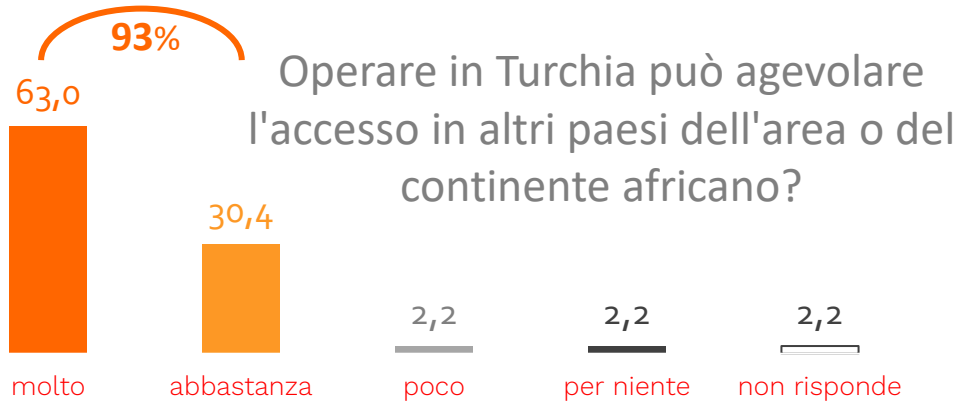 93%
Operare in Turchia può agevolare
l'accesso in altri paesi dell'area o del
continente africano?
63,0
30,4
2,2
2,2
2,2
molto
abbastanza
poco
per niente
non risponde